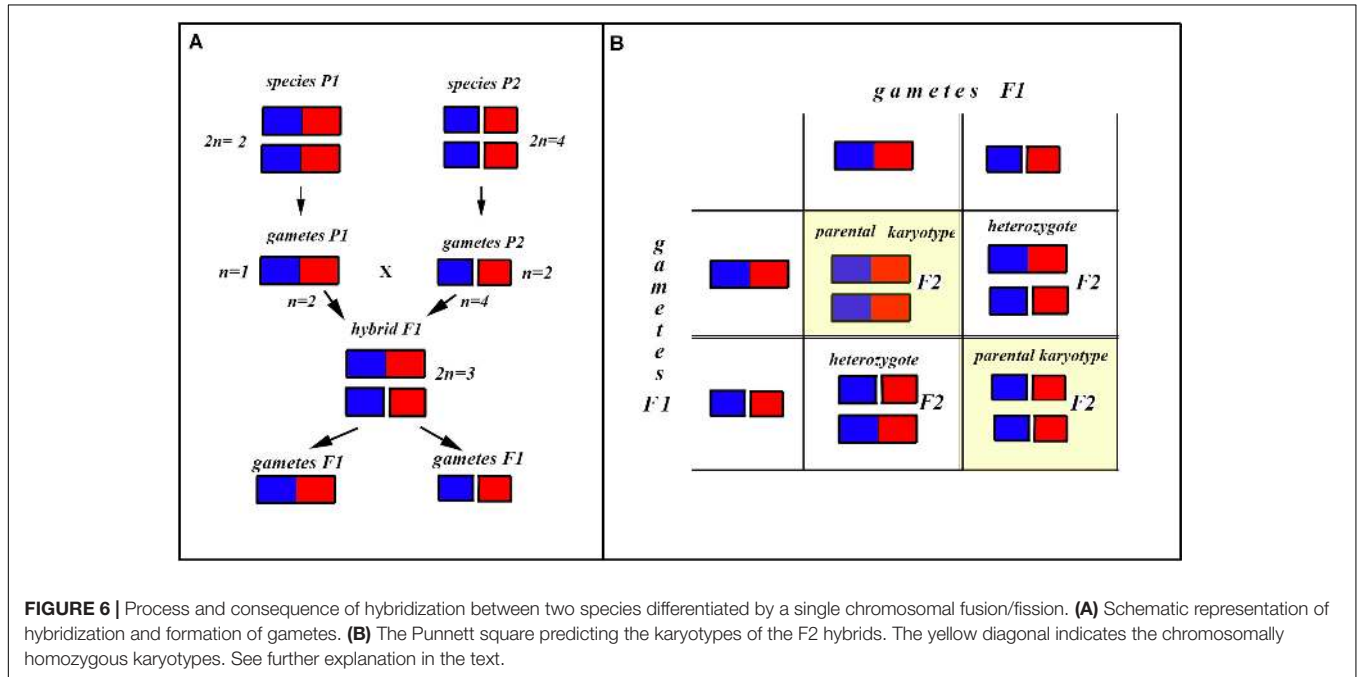 A
species P1
species P2
2n= 2
2n=4
gametes P1
gametes P2
n=1
X
n=2
n=2
n=4
hybrid F1
2n=3
gametes F1
gametes F1
B
gametes F1
gametes F1
parental karyotype
F2
heterozygote
F2
heterozygote
F2
parental karyotype
F2
FIGURE 6 | Process and consequence of hybridization between two species differentiated by a single chromosomal fusion/fission. (A) Schematic representation of
hybridization and formation of gametes. (B) The Punnett square predicting the karyotypes of the F2 hybrids. The yellow diagonal indicates the chromosomally
homozygous karyotypes. See further explanation in the text.